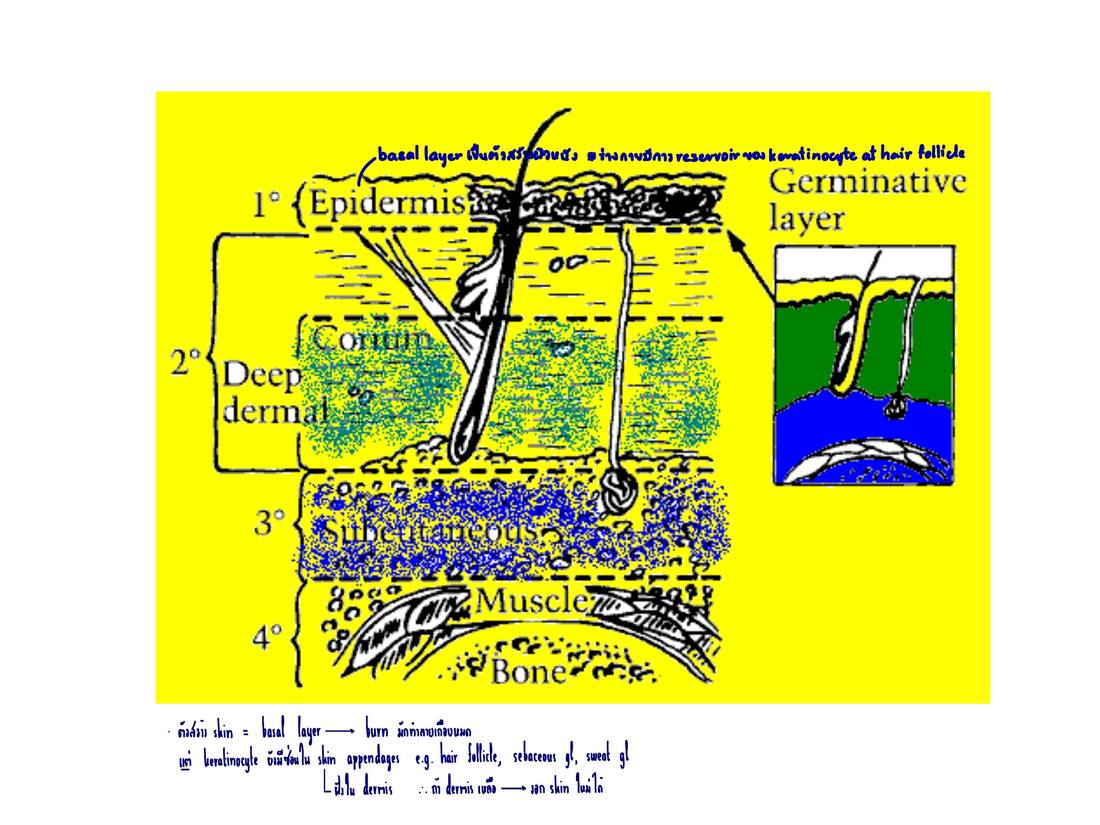 basal layer เป็นตัวสร้างผิวหนัง * ร่างกายมีการ reservoir ของ keratinocyte at hair follicle
Germinative
layer
1° Epidermis
2°
Corium
Deep
dermal
3° Subcutaneous
4°
Muscle
Bone
· ตัวสร้าง skin = basal layer → burn มักทำลายเกือบหมด
แต่ keratinocyte ยังมีซ่อนใน skin appendages e.g. hair follicle, sebaceous gl, sweat gl
ฝังใน dermis ∴ ถ้า dermis เหลือ → งอก skin ใหม่ได้